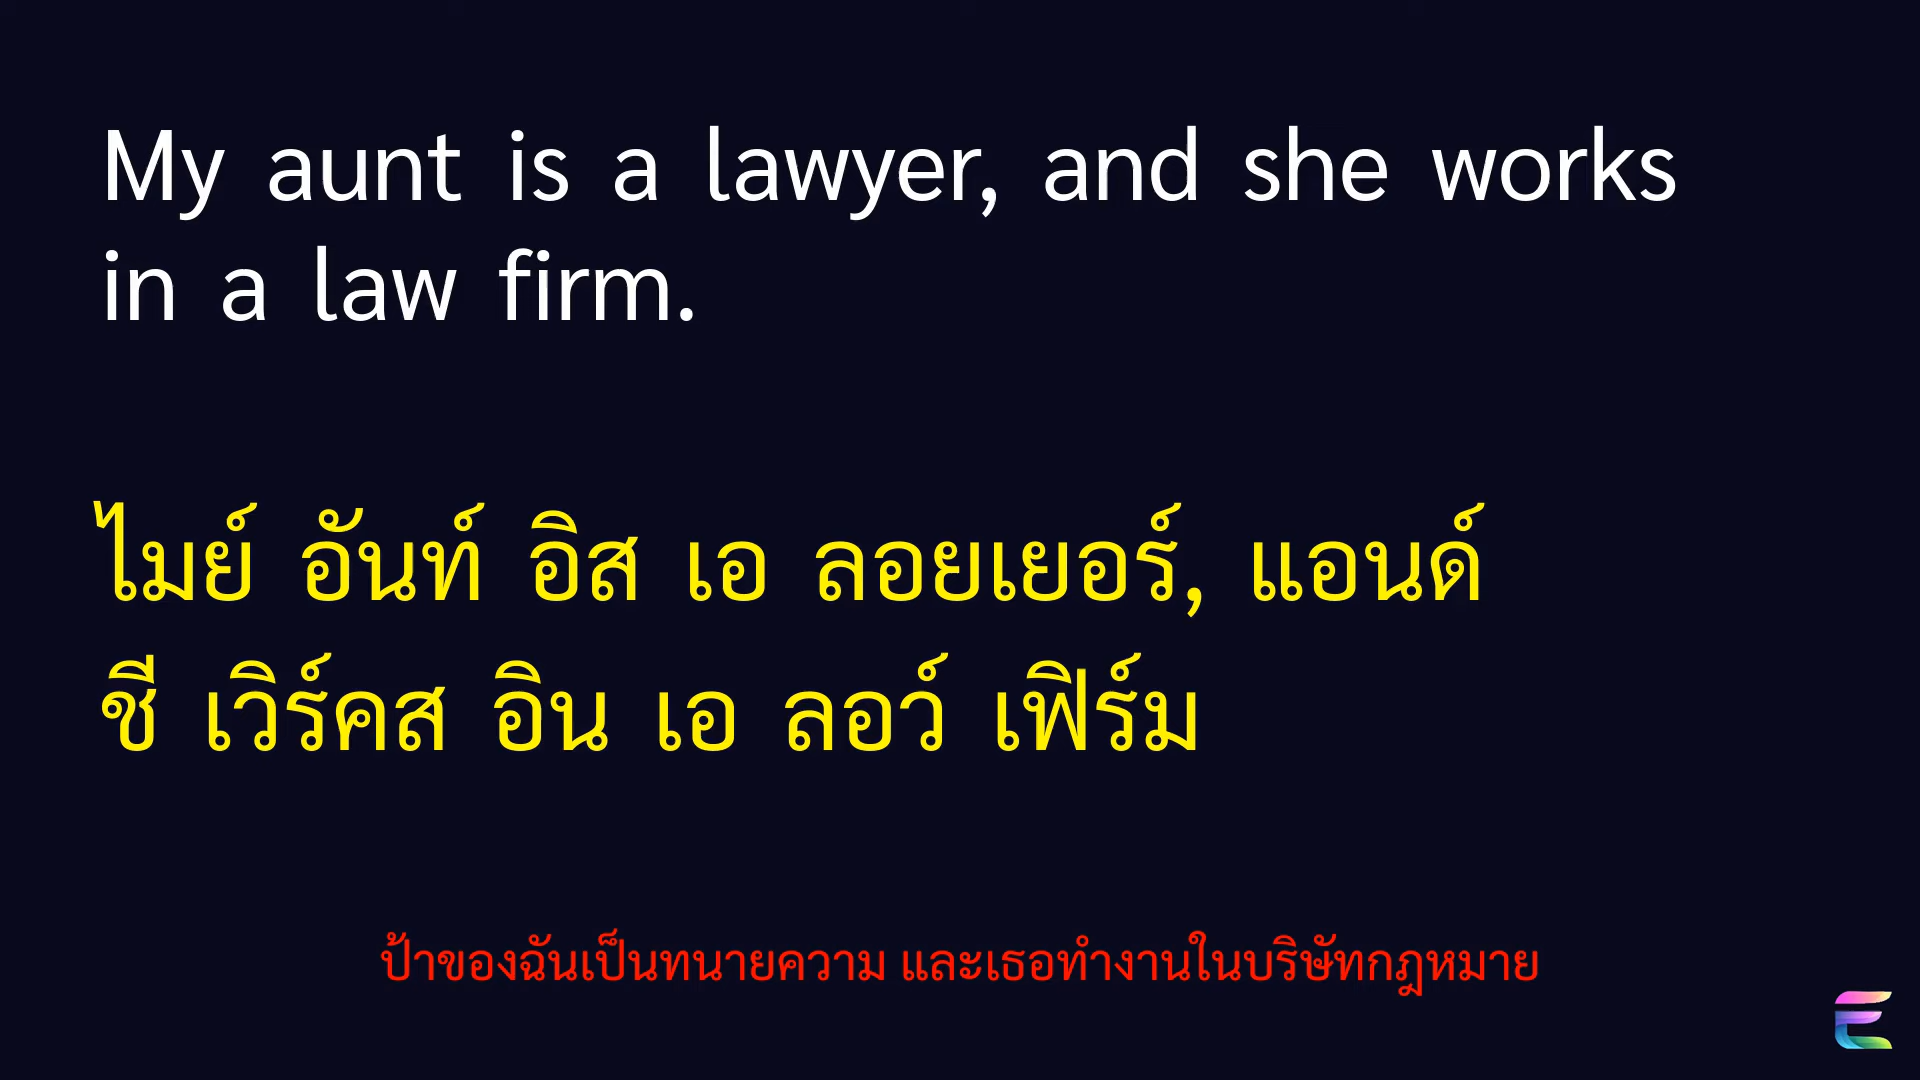 My aunt is a lawyer, and she works
in a law firm.
ไมย์ อันท์ อิส เอ ลอยเยอร์, แอนด์
ชี เวิร์คส อิน เอ ลอว์ เฟิร์ม
ป้าของฉันเป็นทนายความ และเธอทำงานในบริษัทกฎหมาย